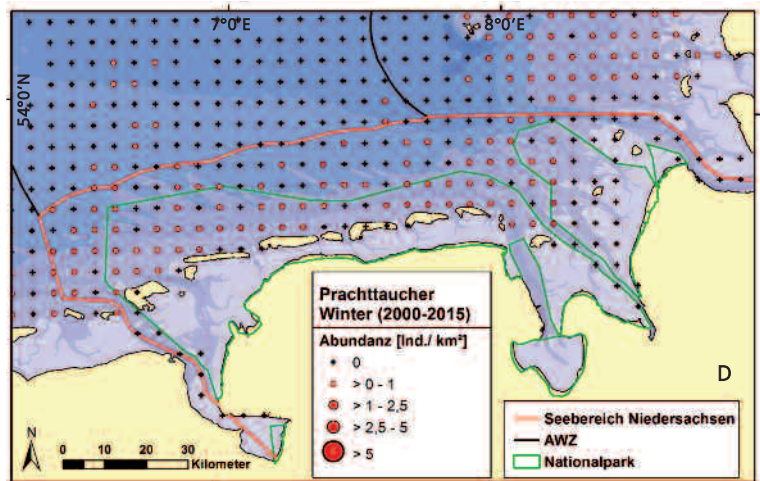 7°0'E
8°0'E
54°0'N
Prachttaucher
Winter (2000-2015)
Abundanz [Ind./ km²]
0
> 0 - 1
> 1 - 2,5
> 2,5 - 5
> 5
D
Seebereich Niedersachsen
AWZ
Nationalpark
N
0 10 20 30
Kilometer